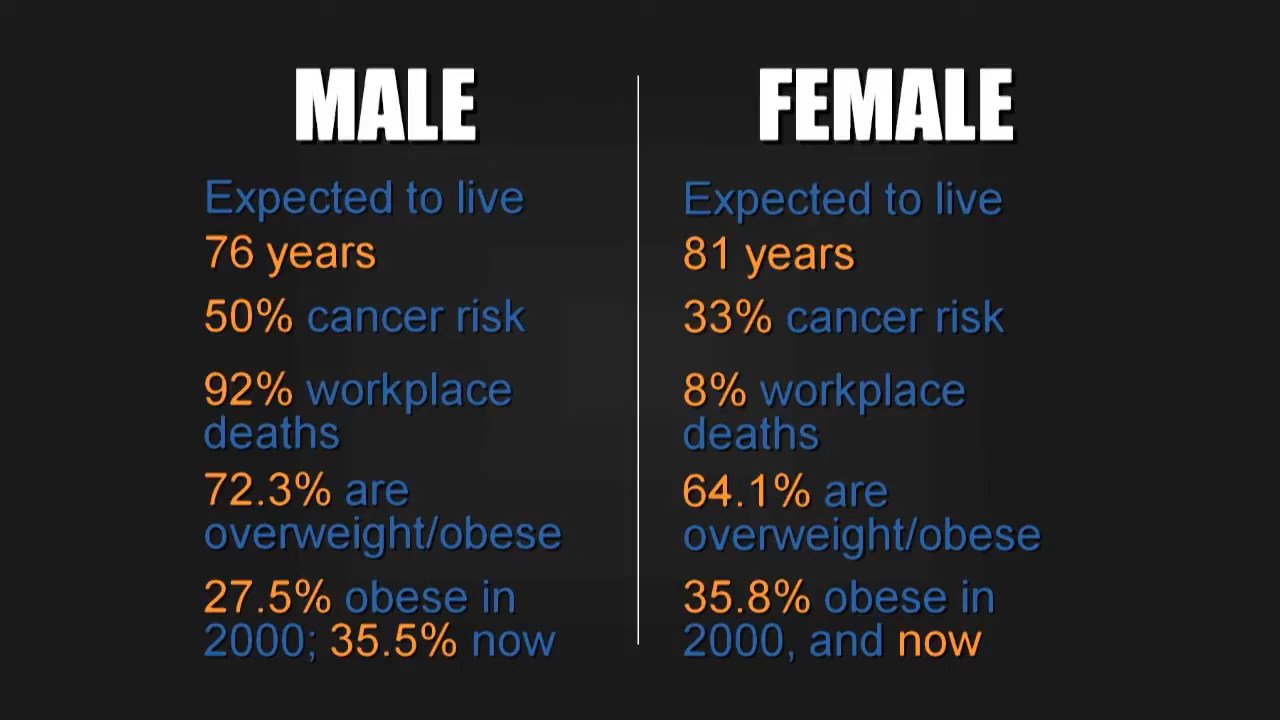 MALE
Expected to live
76 years
50% cancer risk
92% workplace
deaths
72.3% are
overweight/obese
27.5% obese in
2000; 35.5% now
FEMALE
Expected to live
81 years
33% cancer risk
8% workplace
deaths
64.1% are
overweight/obese
35.8% obese in
2000, and now